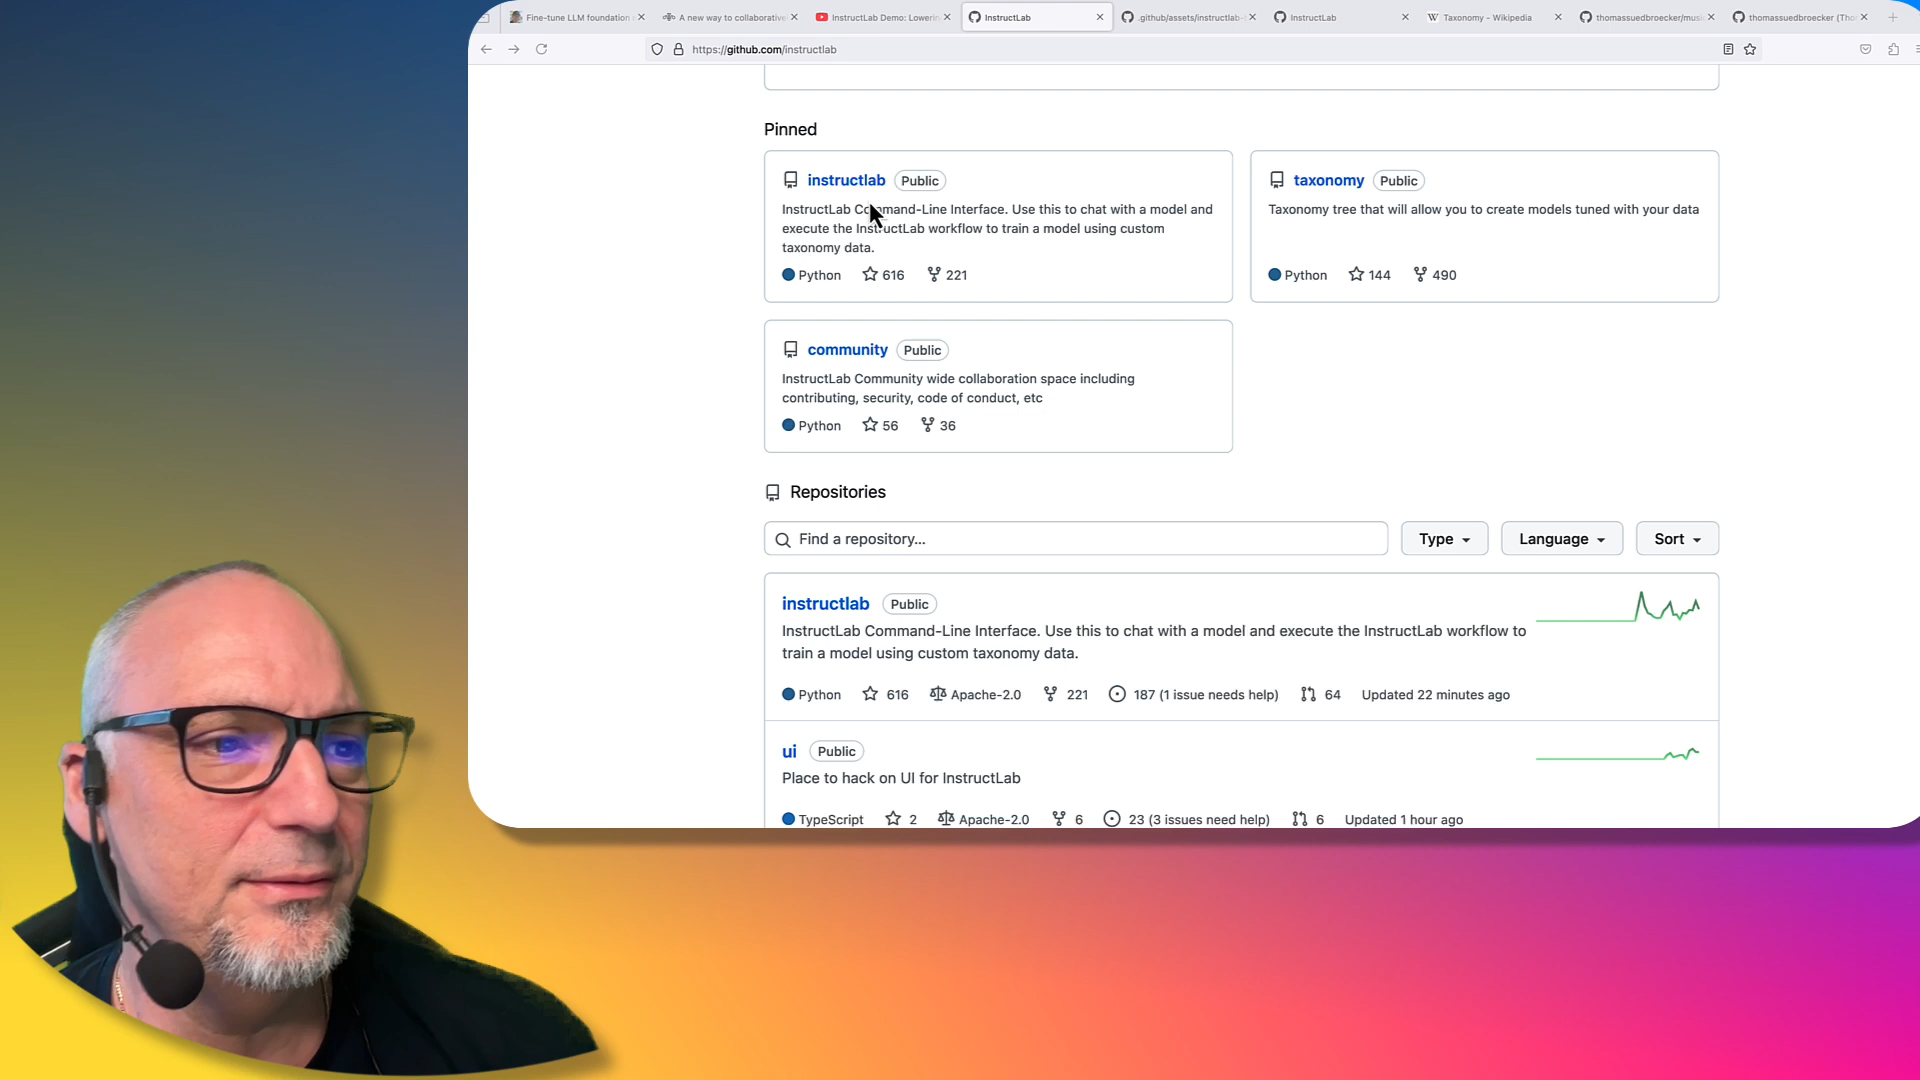 Fine-tune LLM foundation
A new way to collaborative
InstructLab Demo: Lowerin
InstructLab
.github/assets/instructlab-
InstructLab
Taxonomy - Wikipedia
thomassuedbroecker/musi
thomassuedbroecker (Tho
https://github.com/instructlab
Pinned
instructlab Public
InstructLab Command-Line Interface. Use this to chat with a model and
execute the InstructLab workflow to train a model using custom
taxonomy data.
Python 616 221
taxonomy Public
Taxonomy tree that will allow you to create models tuned with your data
Python 144 490
community Public
InstructLab Community wide collaboration space including
contributing, security, code of conduct, etc
Python 56 36
Repositories
Find a repository...
Type
Language
Sort
instructlab Public
InstructLab Command-Line Interface. Use this to chat with a model and execute the InstructLab workflow to
train a model using custom taxonomy data.
Python 616 Apache-2.0 221 187 (1 issue needs help) 64 Updated 22 minutes ago
ui Public
Place to hack on UI for InstructLab
TypeScript 2 Apache-2.0 6 23 (3 issues need help) 6 Updated 1 hour ago